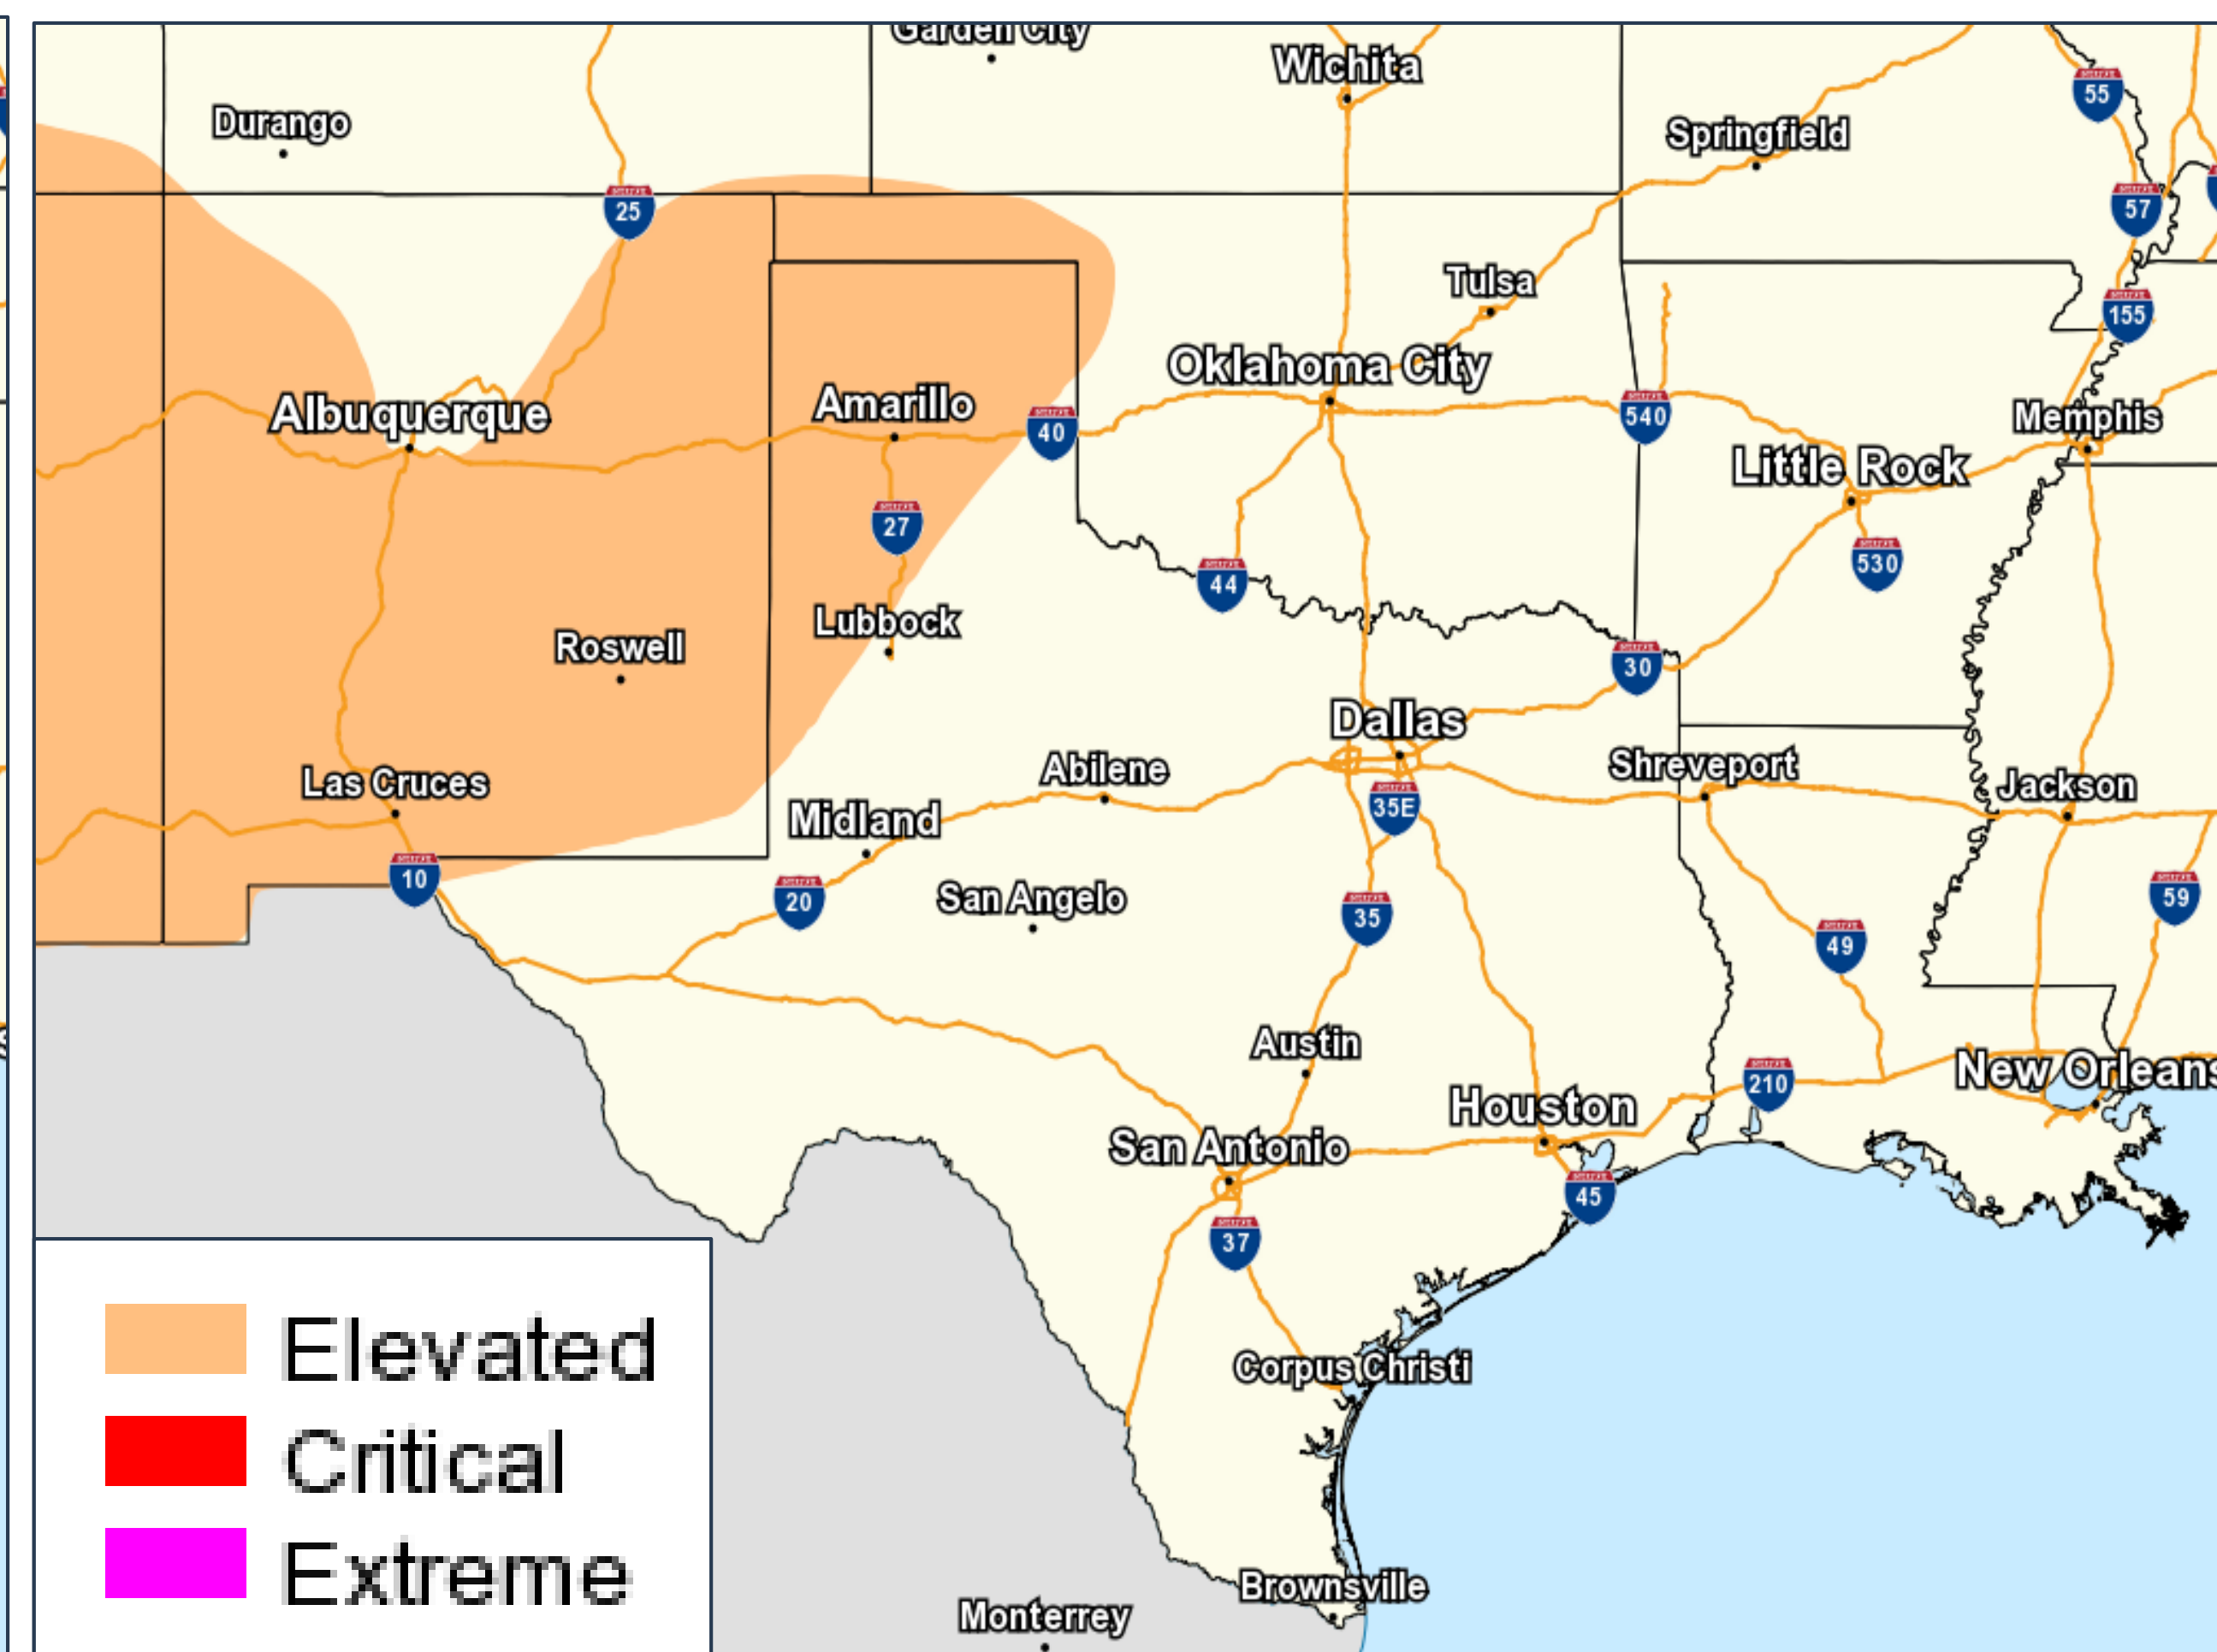 Garden City
Wichita
55
Durango
Springfield
57
25
Tulsa
155
Oklahoma City
Albuquerque
Amarillo
40
540
Memphis
Little Rock
27
530
44
Lubbock
Roswell
30
Dallas
Shreveport
Abilene
Las Cruces
Jackson
35E
Midland
10
20
San Angelo
35
59
49
Austin
New Orleans
210
Houston
San Antonio
45
37
Elevated
Corpus Christi
Critical
Extreme
Brownsville
Monterrey